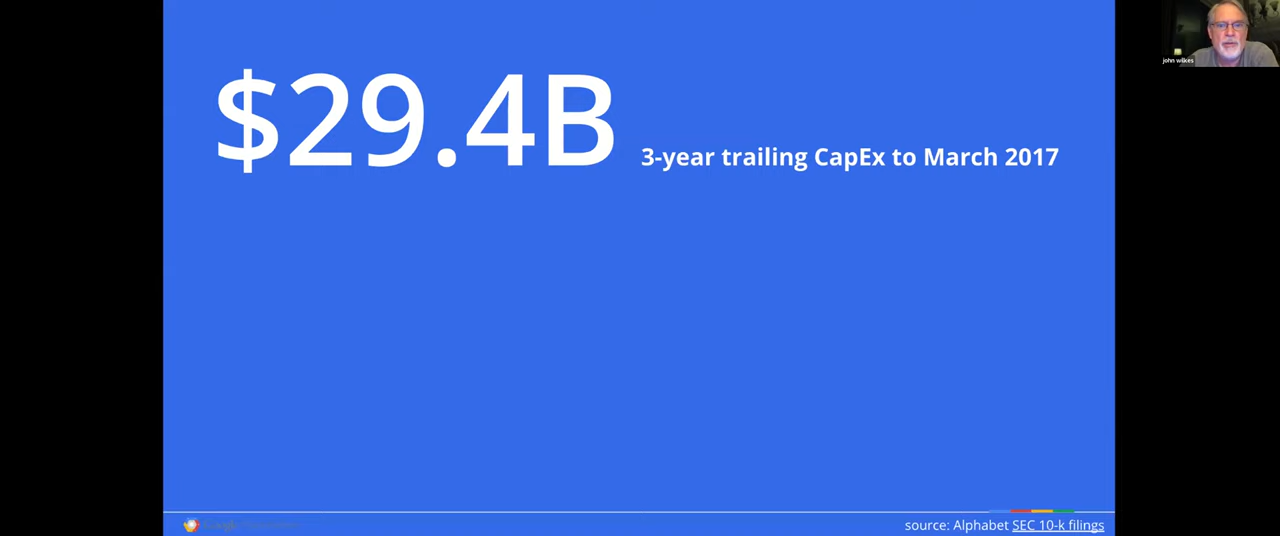 $29.4B 3-year trailing CapEx to March 2017
john wilkes
source: Alphabet SEC 10-k filings